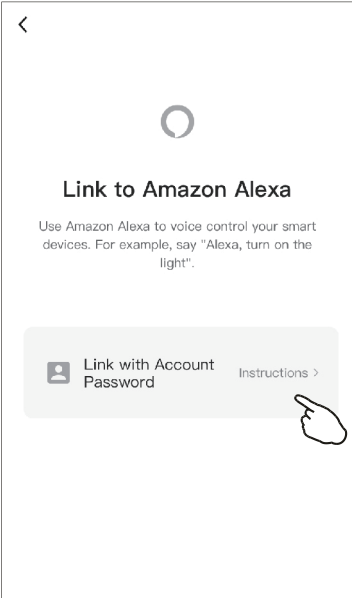 Link to Amazon Alexa
Use Amazon Alexa to voice control your smart
devices. For example, say "Alexa, turn on the
light".
Link with Account
Password
Instructions >